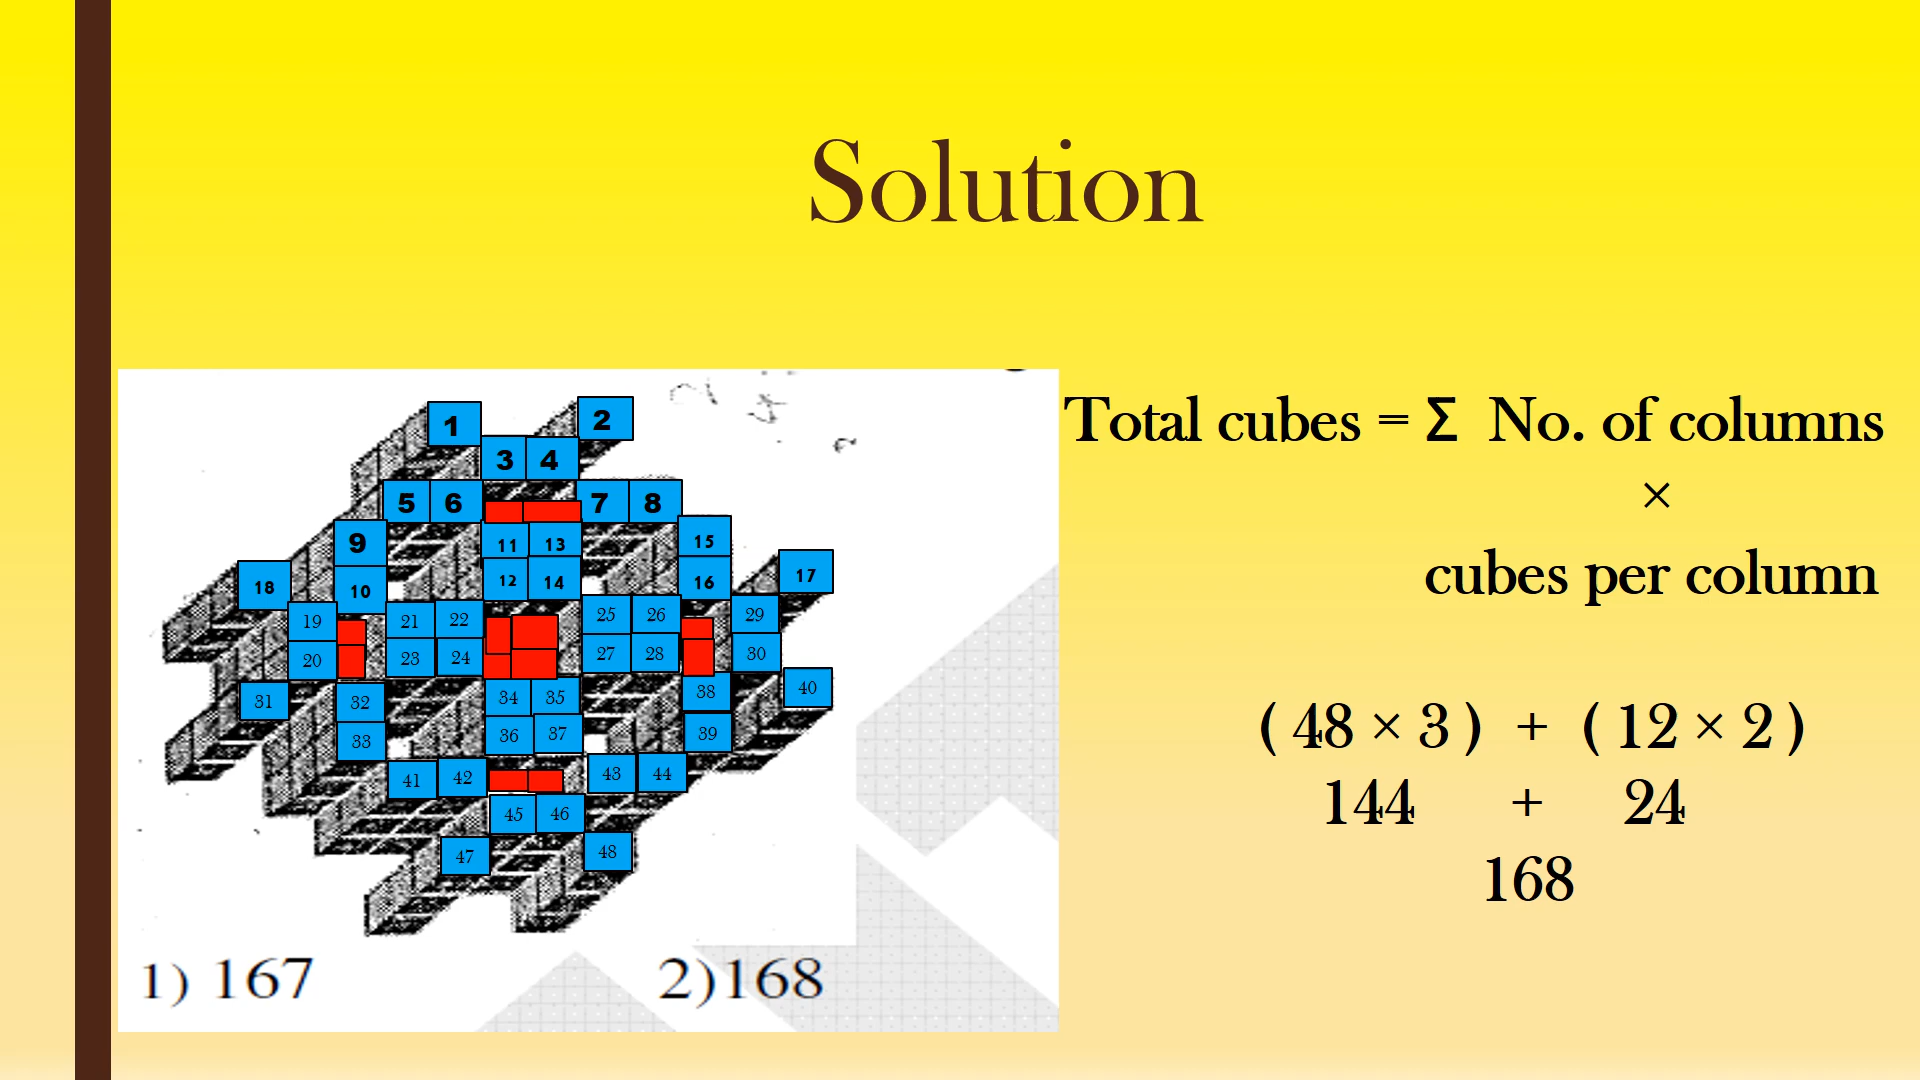 Solution
1
2
3 4
5 6 7 8
9
11 13 15
18 10 12 14 16 17
19 21 22 25 26 29
20 23 24 27 28 30
31 32 34 35 38 40
33 36 37 39
41 42 43 44
45 46
47 48
1) 167 2)168
Total cubes = Σ No. of columns
×
cubes per column
( 48 × 3 ) + ( 12 × 2 )
144 + 24
168